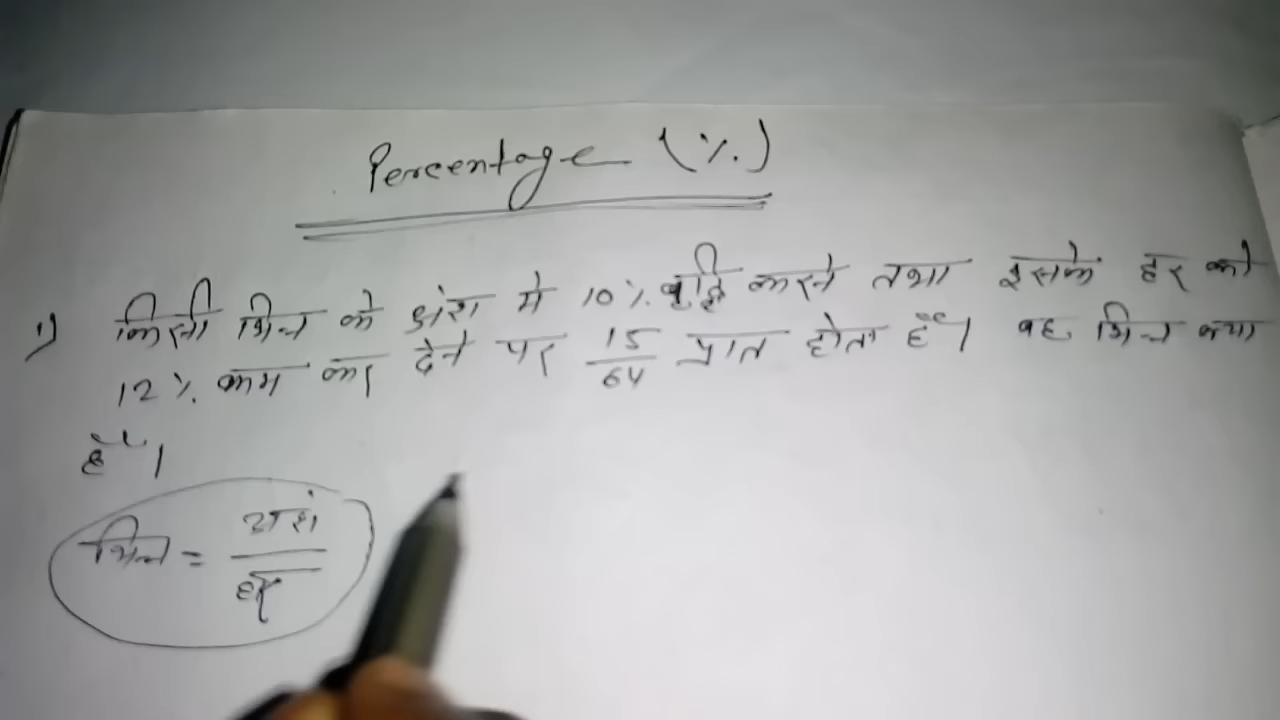 Percentage (%)
1) किसी भिन्न के अंश में 10% वृद्धि करने तथा इसके हर को
12% कम कर देने पर 15/64 प्राप्त होता है। वह भिन्न क्या
है।
भिन्न = अंश/हर